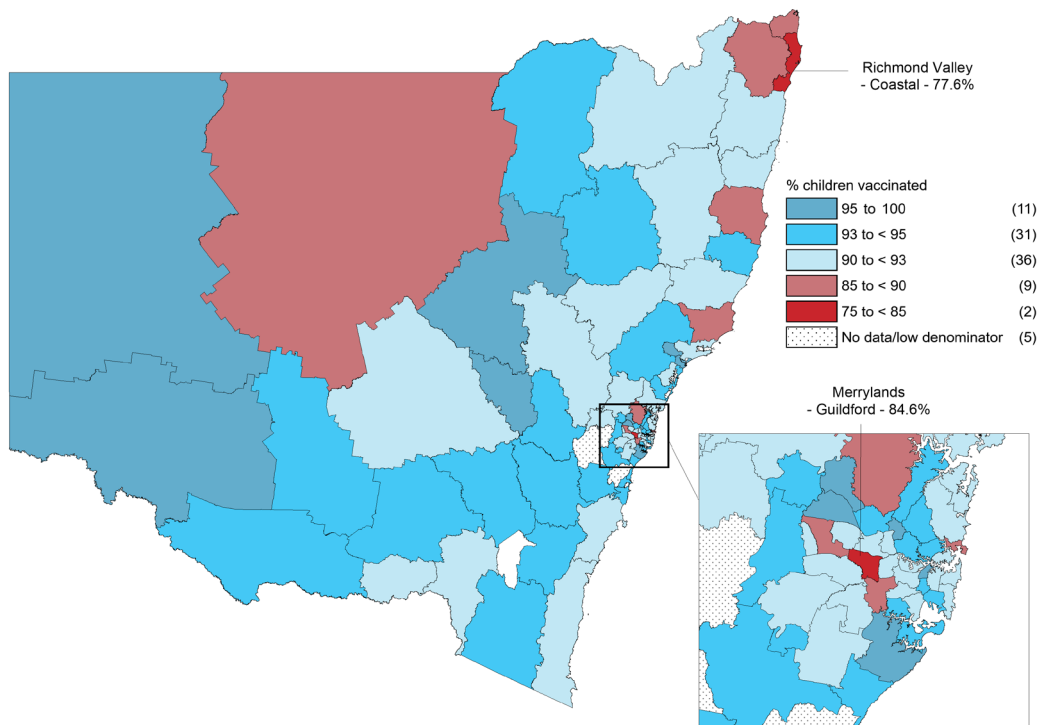 Richmond Valley
- Coastal - 77.6%
% children vaccinated
95 to 100 (11)
93 to < 95 (31)
90 to < 93 (36)
85 to < 90 (9)
75 to < 85 (2)
No data/low denominator (5)
Merrylands
- Guildford - 84.6%